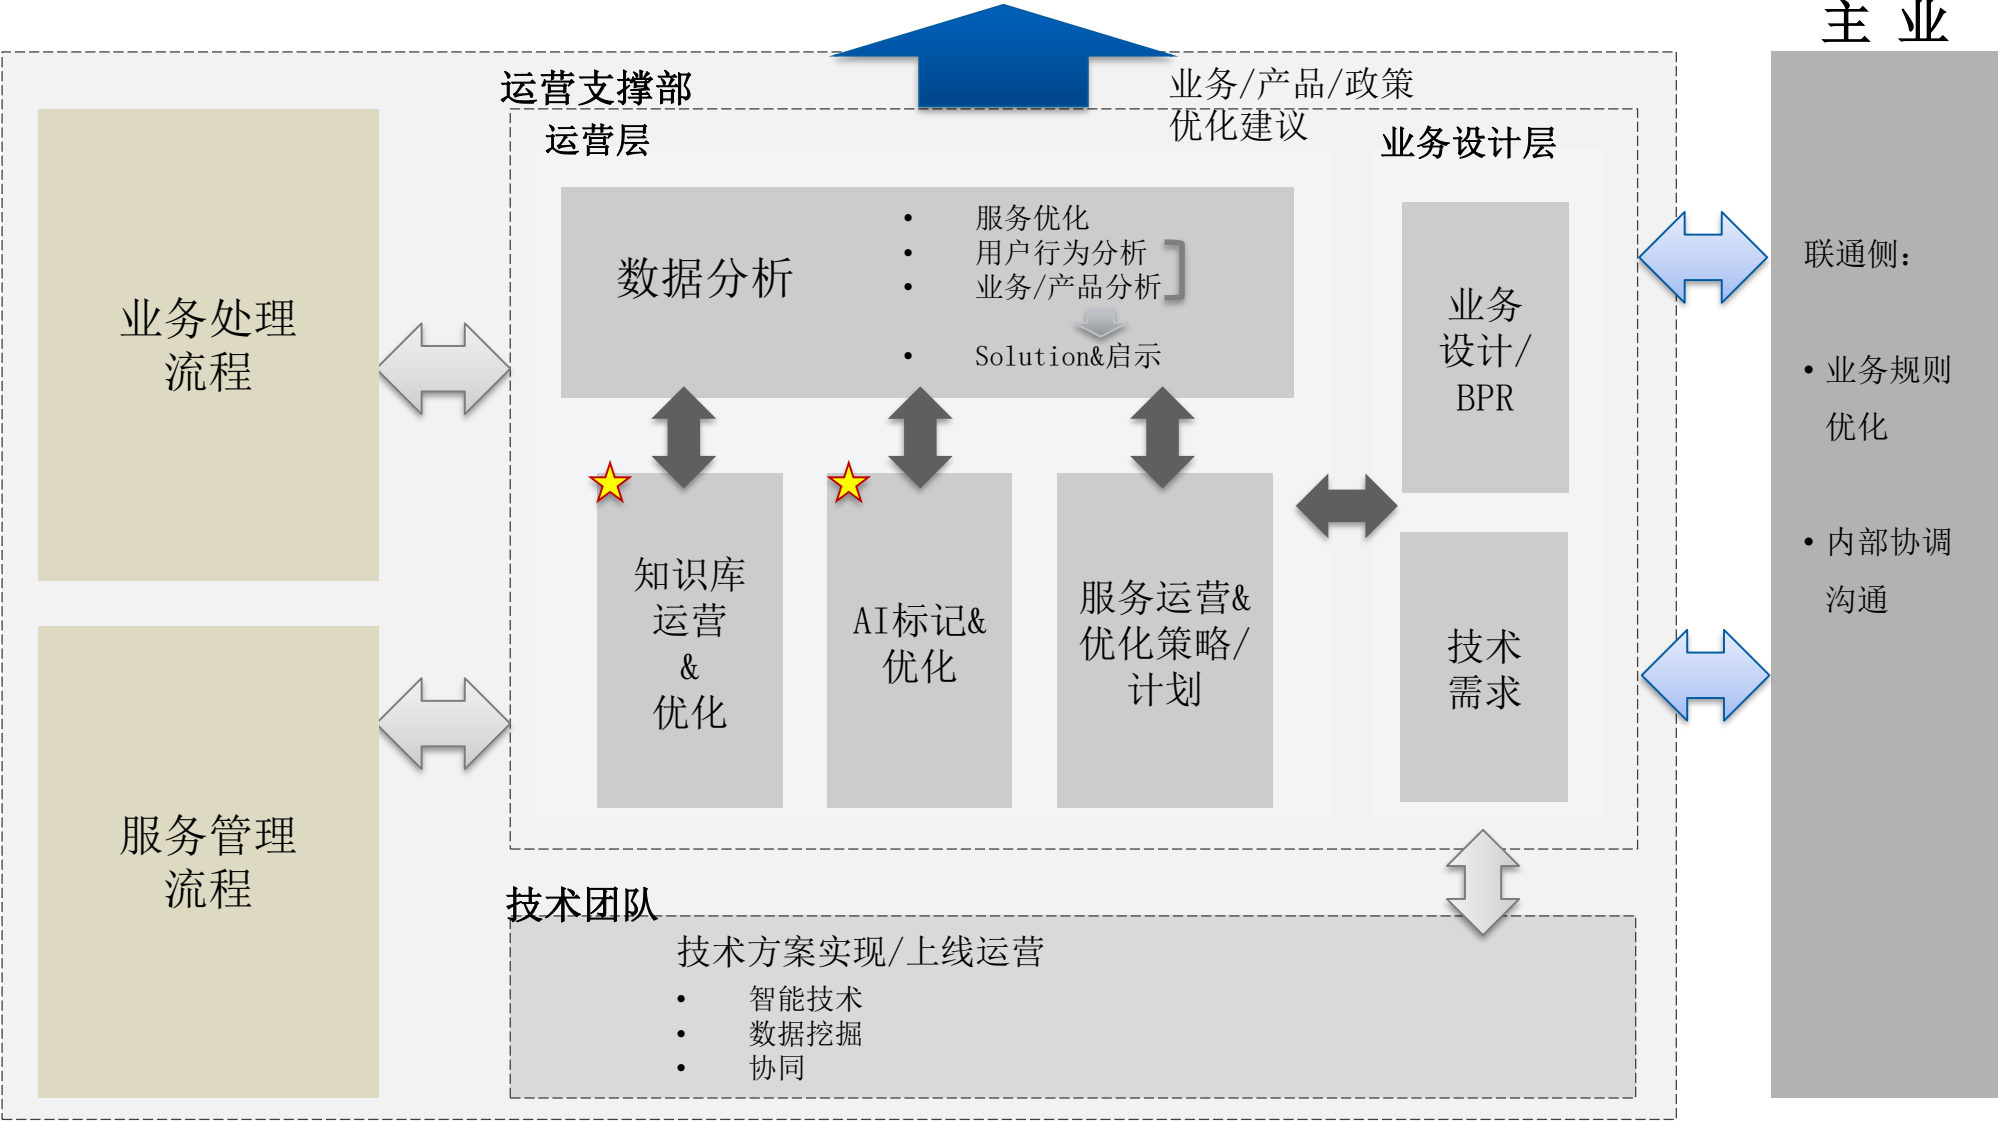 主 业
运营支撑部
业务/产品/政策
优化建议
运营层
业务设计层
业务处理
流程
服务管理
流程
数据分析
• 服务优化
• 用户行为分析
• 业务/产品分析
• Solution&启示
知识库
运营
&
优化
AI标记&
优化
服务运营&
优化策略/
计划
业务
设计/
BPR
技术
需求
联通侧：
• 业务规则
优化
• 内部协调
沟通
技术团队
技术方案实现/上线运营
• 智能技术
• 数据挖掘
• 协同